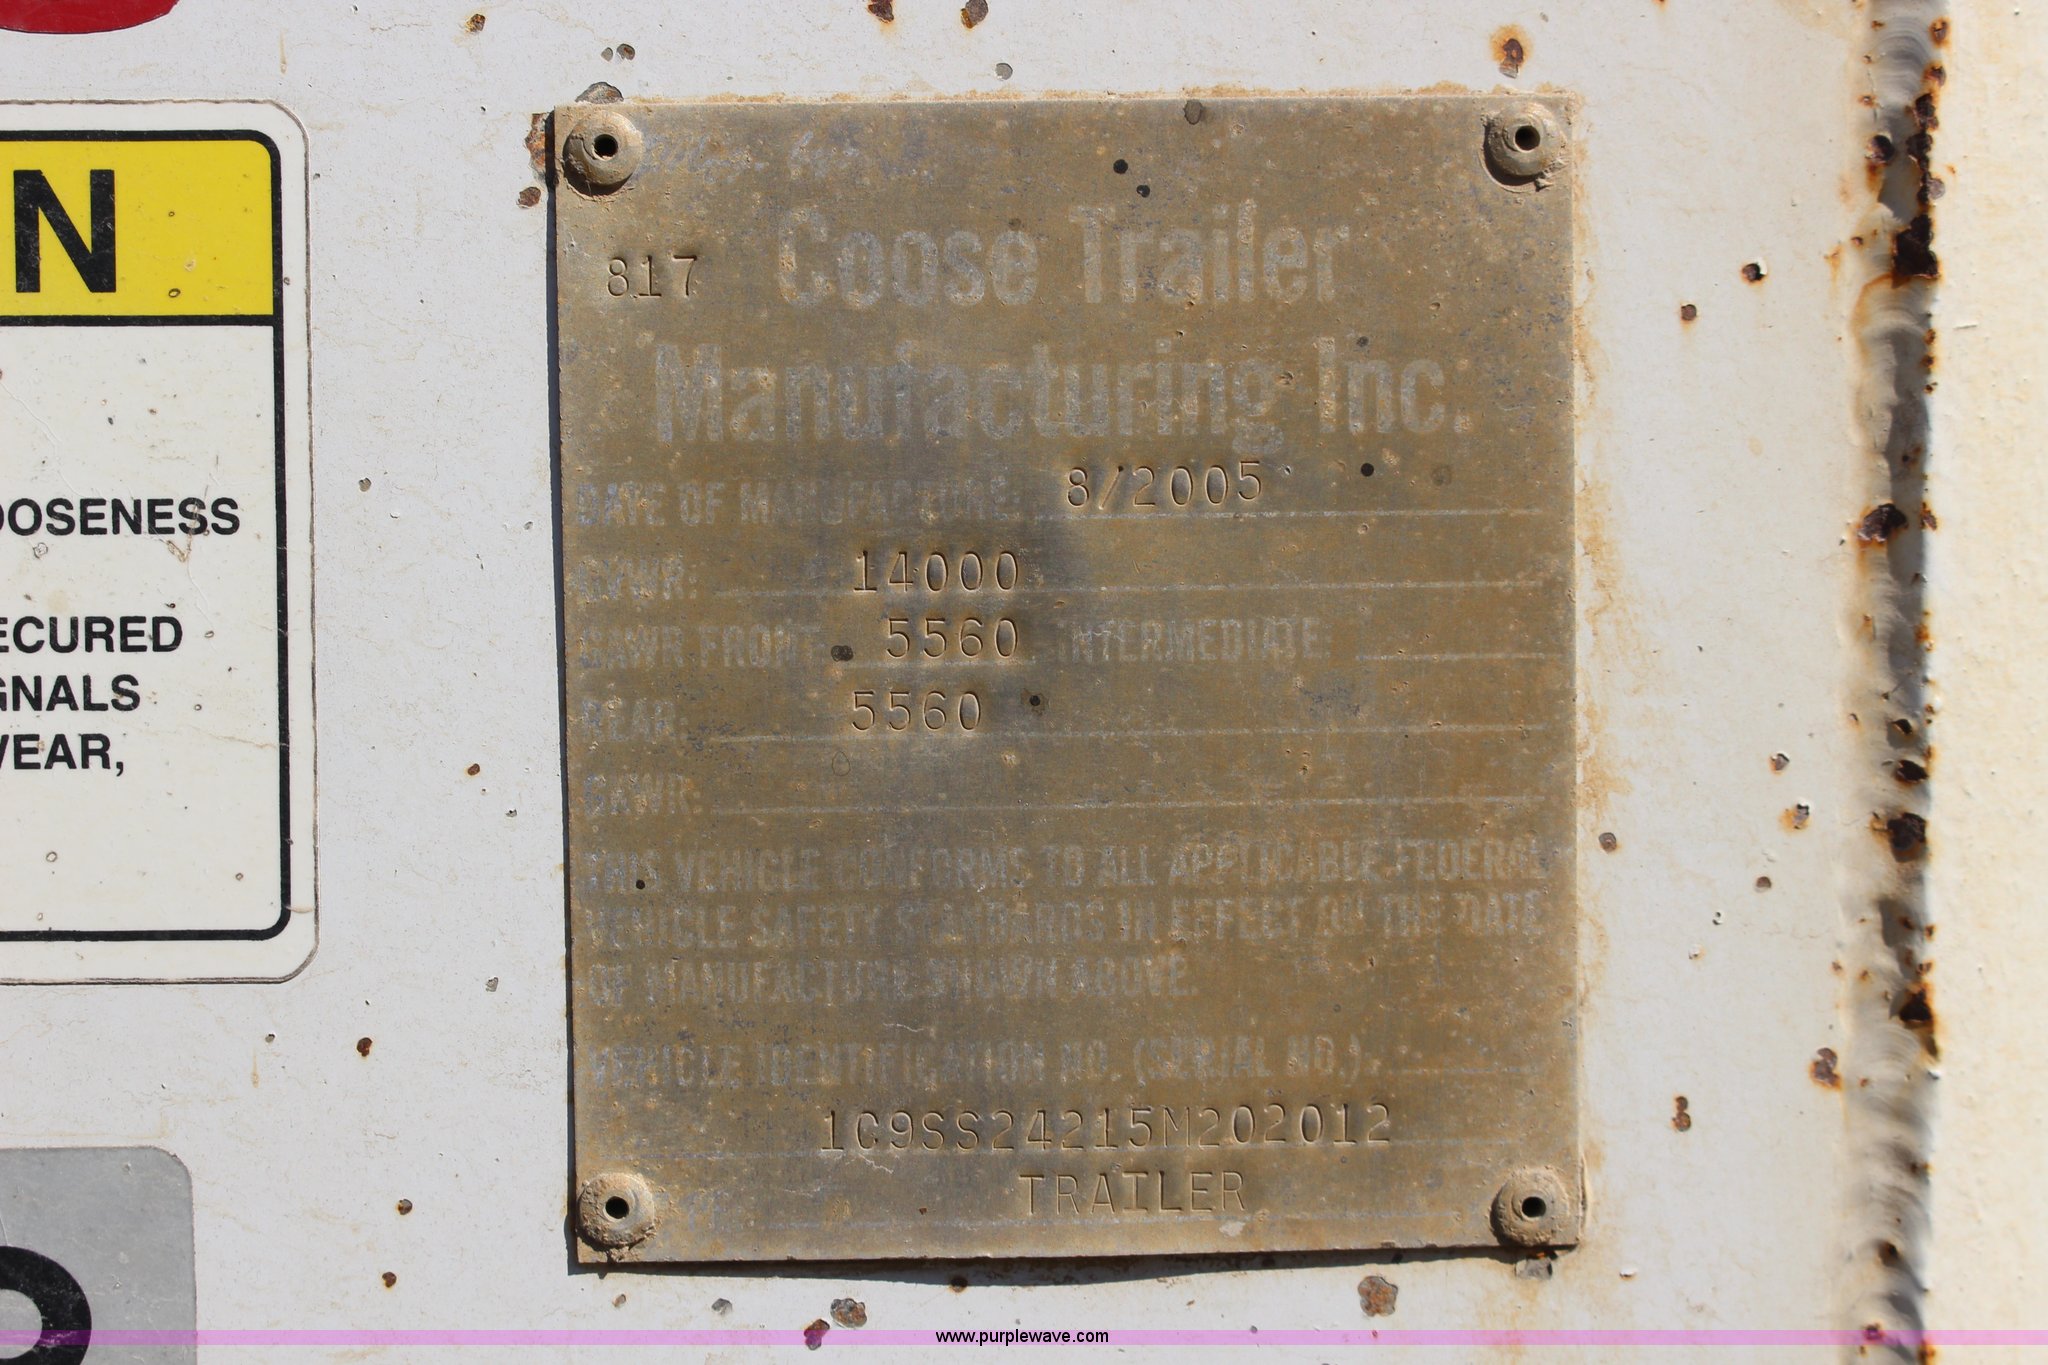 N
OOSENESS
ECURED
GNALS
WEAR,
817
Coose Trailer
Manufacturing Inc.
DATE OF MANUFACTURE: 8/2005
GVWR: 14000
GAWR FRONT: 5560 INTERMEDIATE:
REAR: 5560
GAWR:
THIS VEHICLE CONFORMS TO ALL APPLICABLE FEDERAL
VEHICLE SAFETY STANDARDS IN EFFECT ON THE DATE
OF MANUFACTURE SHOWN ABOVE.
VEHICLE IDENTIFICATION NO. (SERIAL NO.):
1C9SS24215M202012
TRAILER
www.purplewave.com